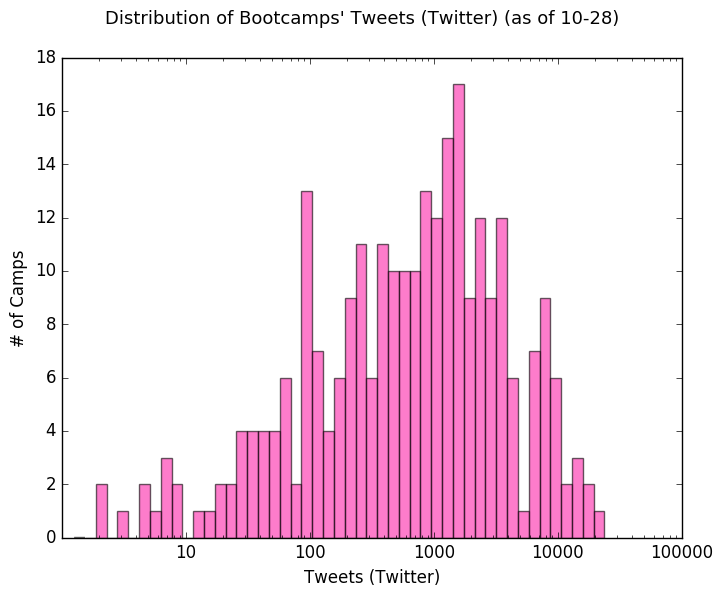 Distribution of Bootcamps' Tweets (Twitter) (as of 10-28)
18
16
14
12
10
8
6
4
2
0
# of Camps
10 100 1000 10000 100000
Tweets (Twitter)